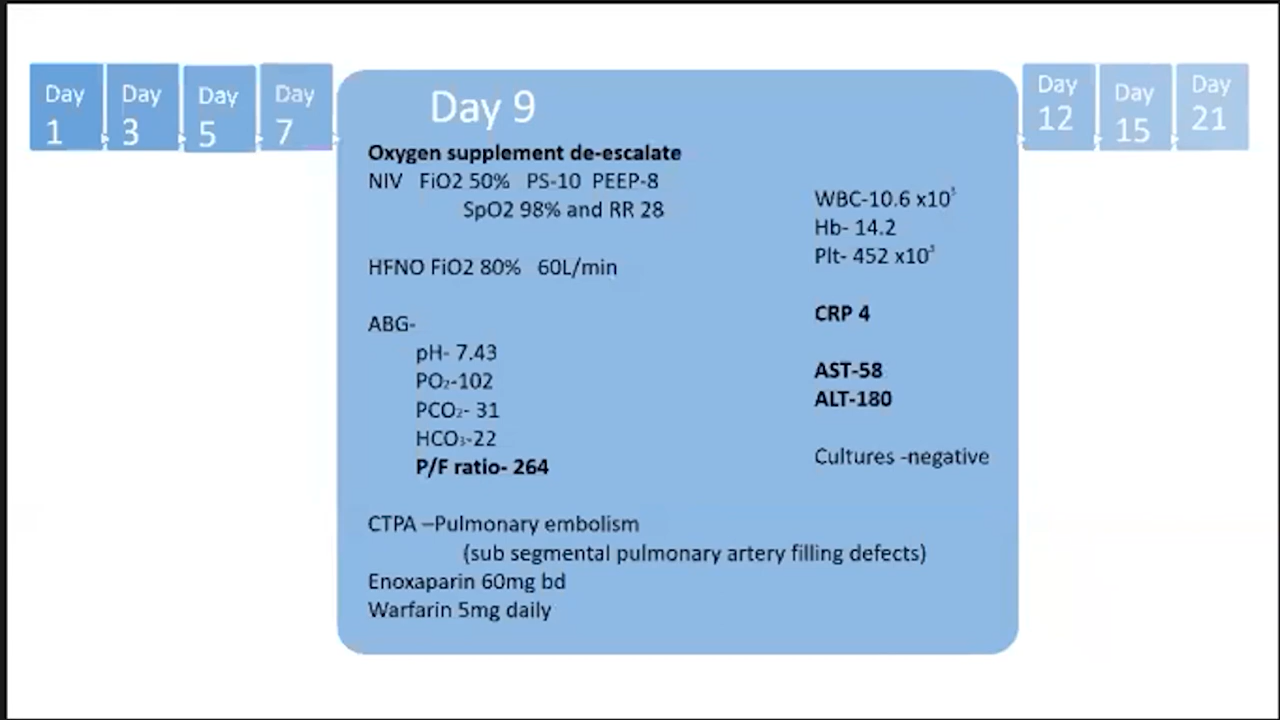 Day
1
Day
3
Day
5
Day
7
Day 9
Oxygen supplement de-escalate
NIV FiO2 50% PS-10 PEEP-8
SpO2 98% and RR 28
HFNO FiO2 80% 60L/min
ABG-
pH- 7.43
PO₂-102
PCO₂- 31
HCO₃-22
P/F ratio- 264
CTPA –Pulmonary embolism
(sub segmental pulmonary artery filling defects)
Enoxaparin 60mg bd
Warfarin 5mg daily
WBC-10.6 x10³
Hb- 14.2
Plt- 452 x10³
CRP 4
AST-58
ALT-180
Cultures -negative
Day
12
Day
15
Day
21